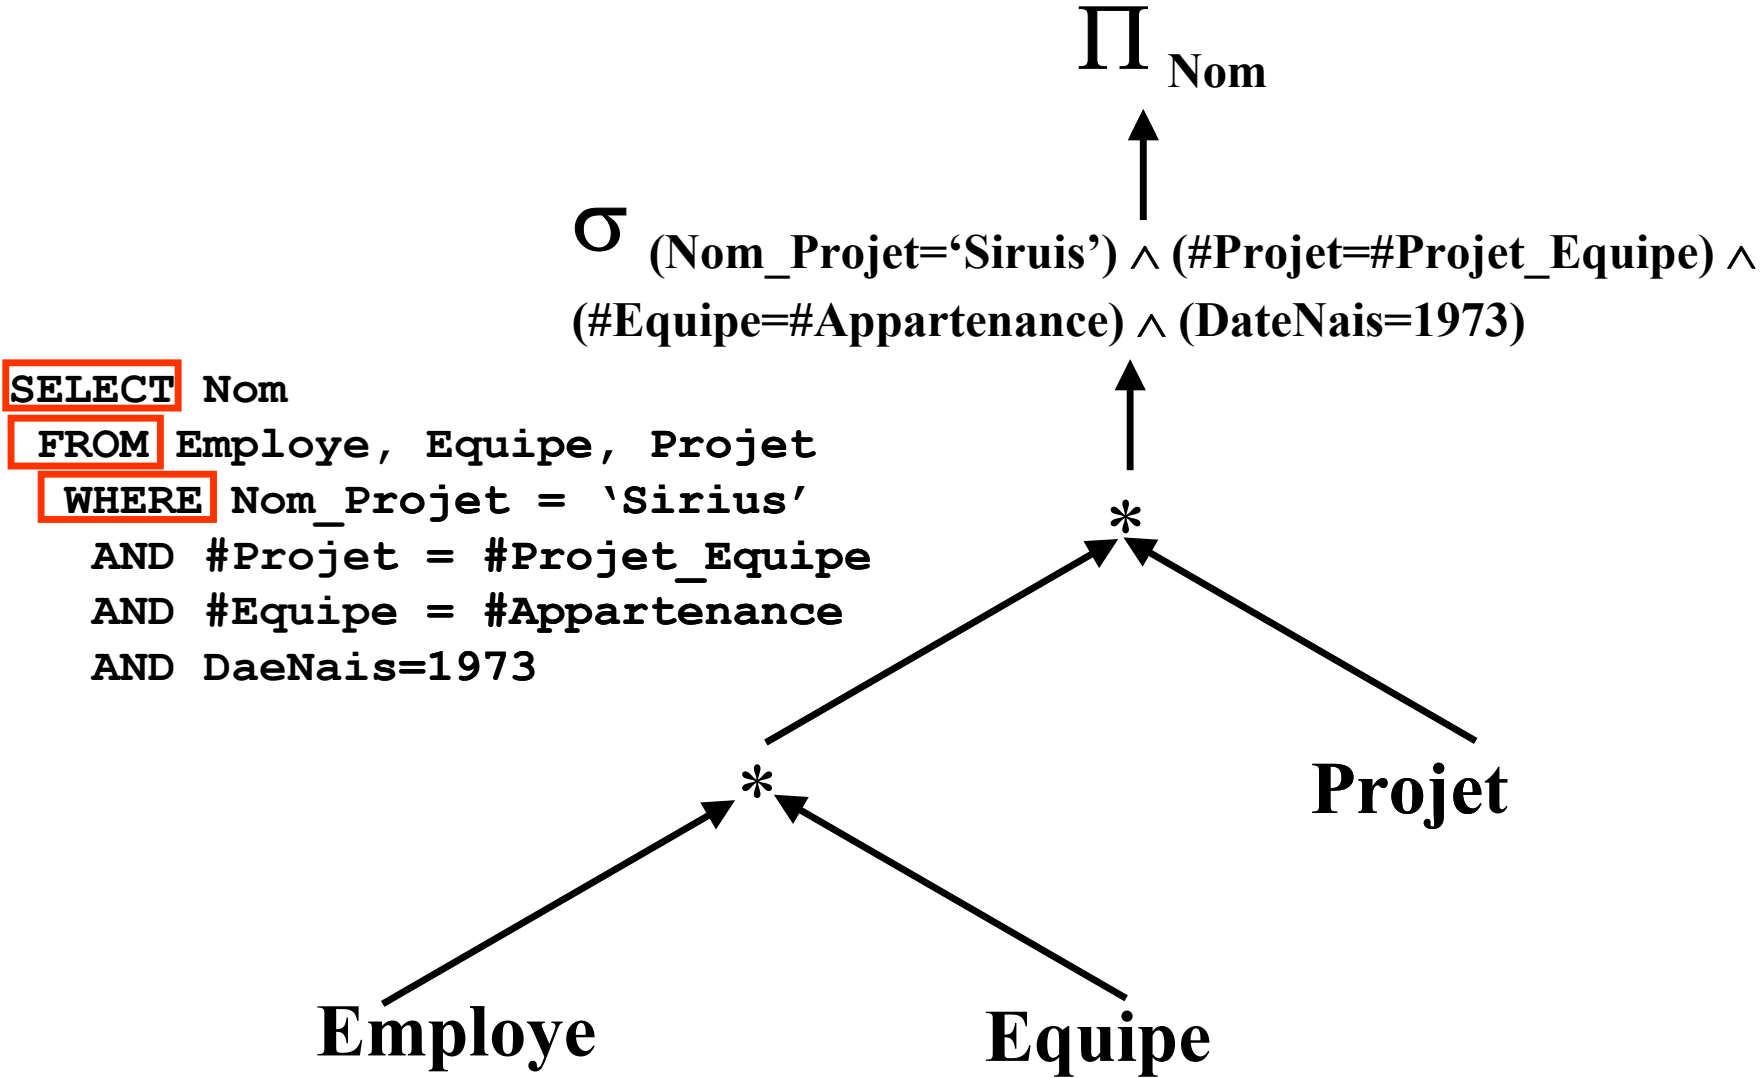 Π Nom
σ (Nom_Projet=‘Siruis’) ∧ (#Projet=#Projet_Equipe) ∧
(#Equipe=#Appartenance) ∧ (DateNais=1973)
SELECT Nom
FROM Employe, Equipe, Projet
WHERE Nom_Projet = ‘Sirius’
AND #Projet = #Projet_Equipe
AND #Equipe = #Appartenance
AND DaeNais=1973
*
*
Projet
Employe
Equipe